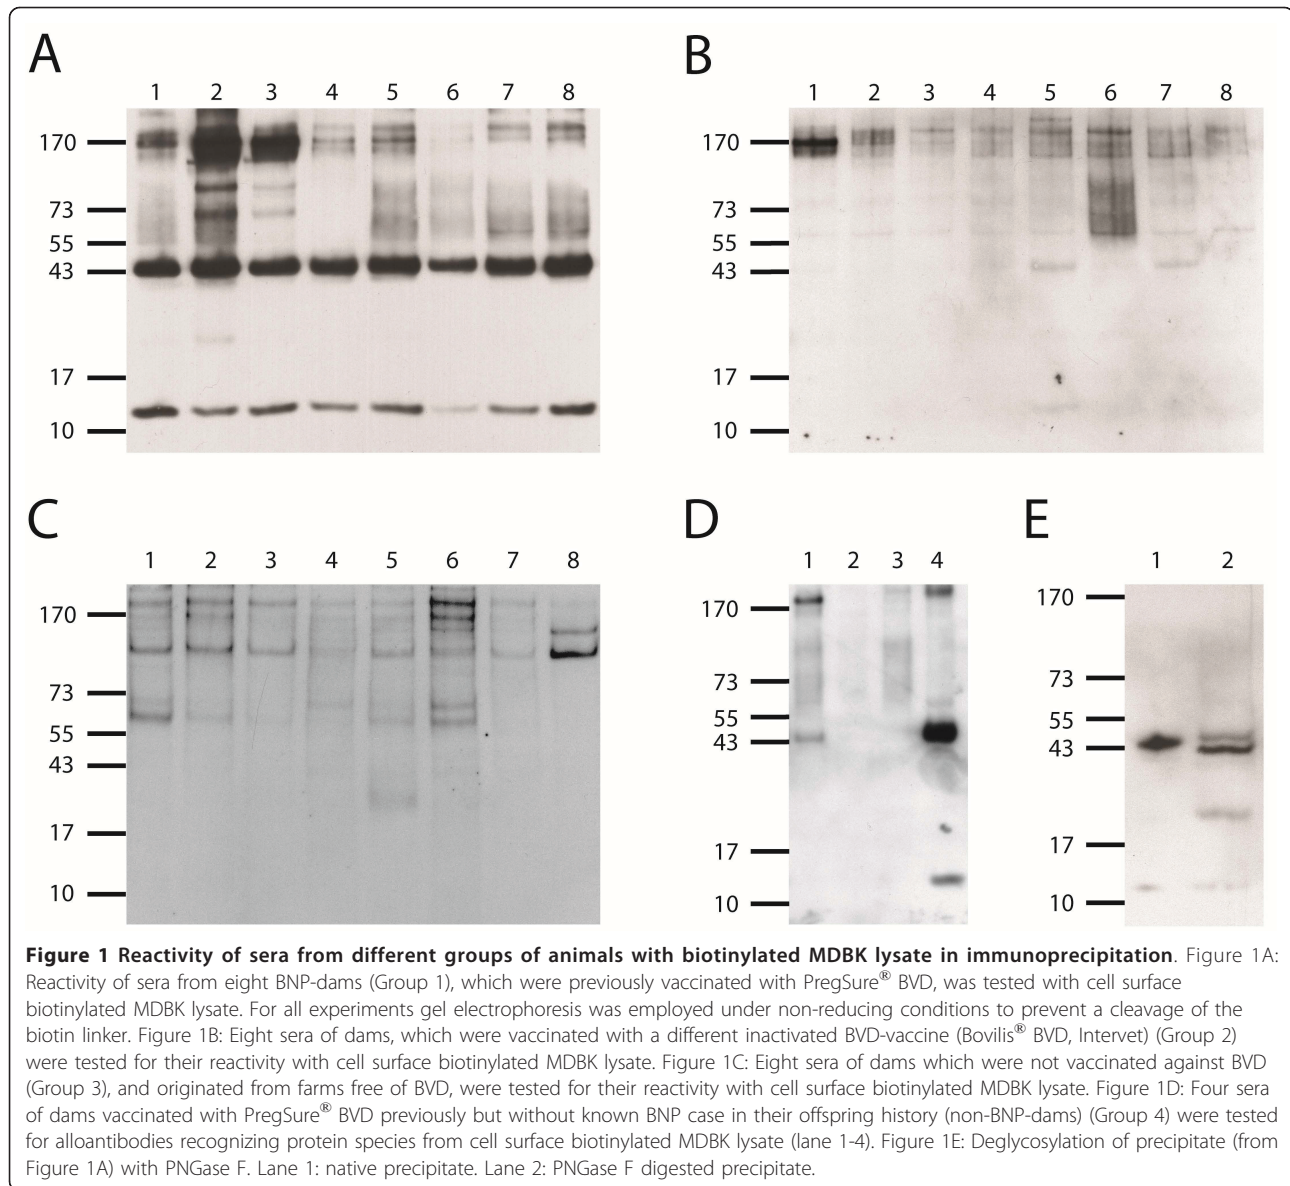 A
1 2 3 4 5 6 7 8
170
73
55
43
17
10
B
1 2 3 4 5 6 7 8
170
73
55
43
17
10
C
1 2 3 4 5 6 7 8
170
73
55
43
17
10
D
1 2 3 4
170
73
55
43
17
10
E
1 2
170
73
55
43
17
10
Figure 1 Reactivity of sera from different groups of animals with biotinylated MDBK lysate in immunoprecipitation. Figure 1A:
Reactivity of sera from eight BNP-dams (Group 1), which were previously vaccinated with PregSure® BVD, was tested with cell surface
biotinylated MDBK lysate. For all experiments gel electrophoresis was employed under non-reducing conditions to prevent a cleavage of the
biotin linker. Figure 1B: Eight sera of dams, which were vaccinated with a different inactivated BVD-vaccine (Bovilis® BVD, Intervet) (Group 2)
were tested for their reactivity with cell surface biotinylated MDBK lysate. Figure 1C: Eight sera of dams which were not vaccinated against BVD
(Group 3), and originated from farms free of BVD, were tested for their reactivity with cell surface biotinylated MDBK lysate. Figure 1D: Four sera
of dams vaccinated with PregSure® BVD previously but without known BNP case in their offspring history (non-BNP-dams) (Group 4) were tested
for alloantibodies recognizing protein species from cell surface biotinylated MDBK lysate (lane 1-4). Figure 1E: Deglycosylation of precipitate (from
Figure 1A) with PNGase F. Lane 1: native precipitate. Lane 2: PNGase F digested precipitate.